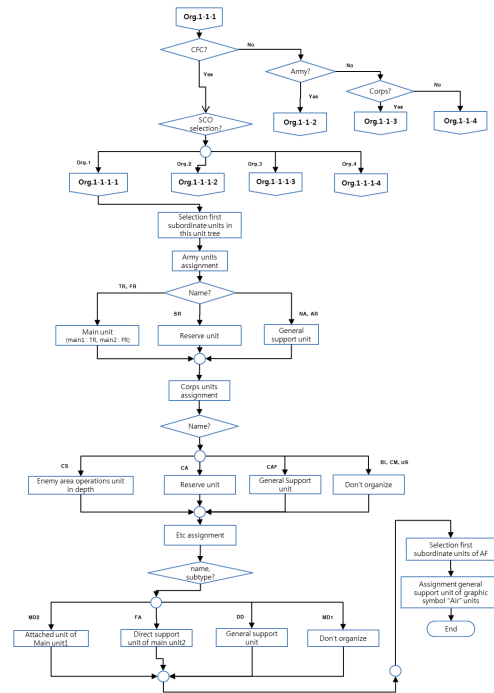 Org.1-1-1
CFC?
No
Yes
Army?
No
Yes
Corps?
No
Yes
Org.1-1-2
Org.1-1-3
Org.1-1-4
SCO
selection?
Org.1
Org.2
Org.3
Org.4
Org.1-1-1-1
Org.1-1-1-2
Org.1-1-1-3
Org.1-1-1-4
Selection first
subordinate units in
this unit tree
Army units
assignment
Name?
TR, FR
SR
NA, AR
Main unit
(main1 : TR, main2 : FR)
Reserve unit
General
support unit
Corps units
assignment
Name?
CS
CA
CAF
BI, CM, US
Enemy area operations unit
in depth
Reserve unit
General Support
unit
Don't organize
Etc assignment
name,
subtype?
MD2
FA
DD
MD1
Attached unit of
Main unit1
Direct support
unit of main unit2
General support
unit
Don't organize
Selection first
subordinate units of AF
Assignment general
support unit of graphic
symbol "Air" units
End